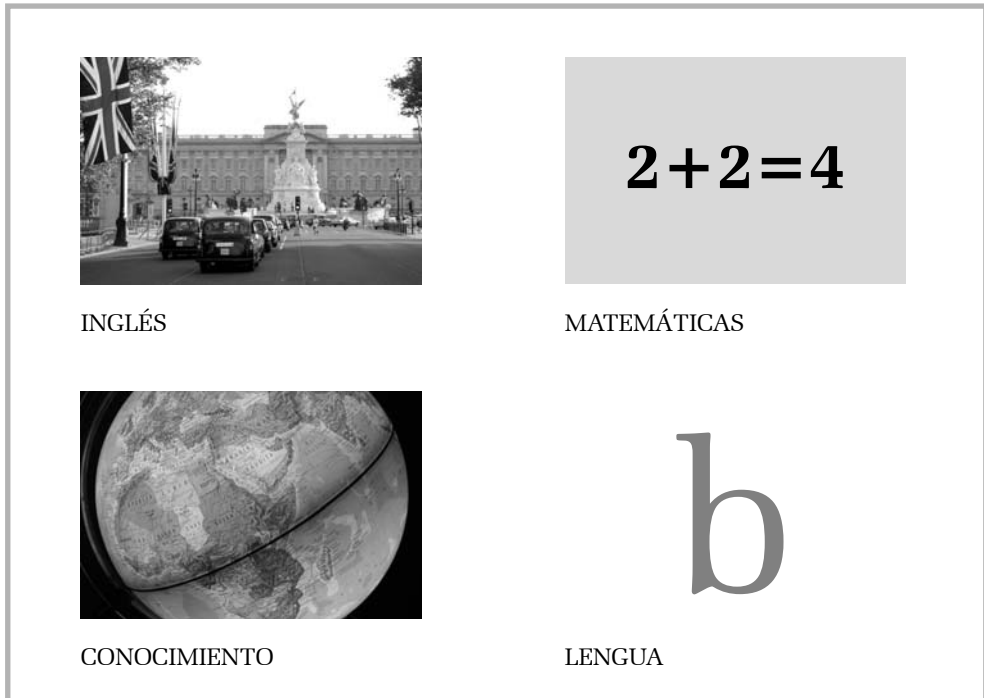 2+2=4
INGLÉS
MATEMÁTICAS
b
CONOCIMIENTO
LENGUA